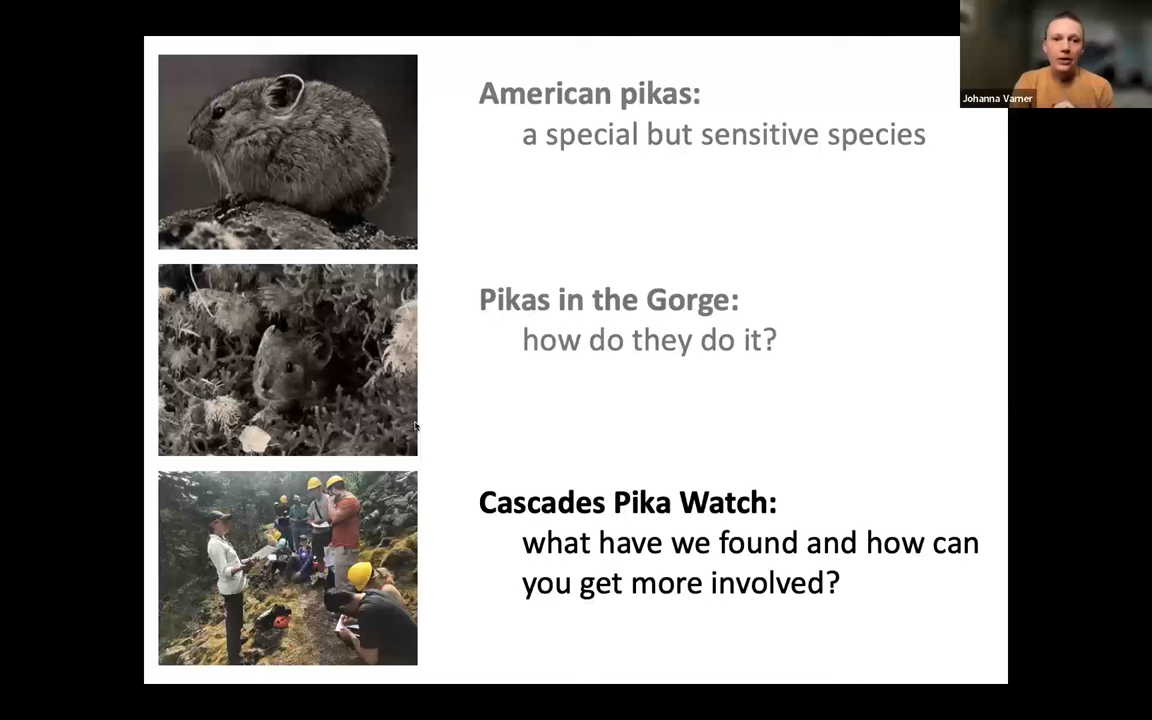 Johanna Varner
American pikas:
a special but sensitive species
Pikas in the Gorge:
how do they do it?
Cascades Pika Watch:
what have we found and how can
you get more involved?